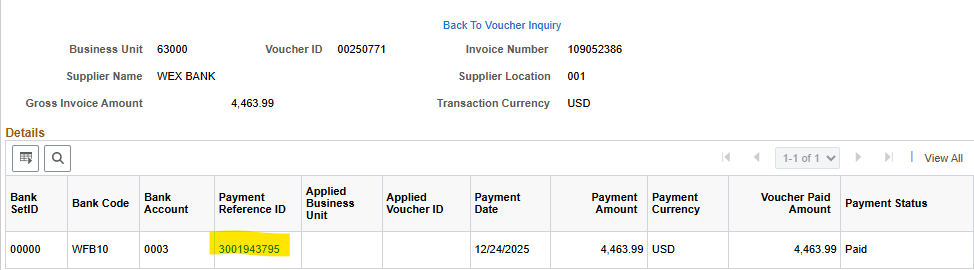 Back To Voucher Inquiry
Business Unit 63000 Voucher ID 00250771 Invoice Number 109052386
Supplier Name WEX BANK Supplier Location 001
Gross Invoice Amount 4,463.99 Transaction Currency USD
Details
1-1 of 1 View All
Bank SetID Bank Code Bank Account Payment Reference ID Applied Business Unit Applied Voucher ID Payment Date Payment Amount Payment Currency Voucher Paid Amount Payment Status
00000 WFB10 0003 3001943795 12/24/2025 4,463.99 USD 4,463.99 Paid